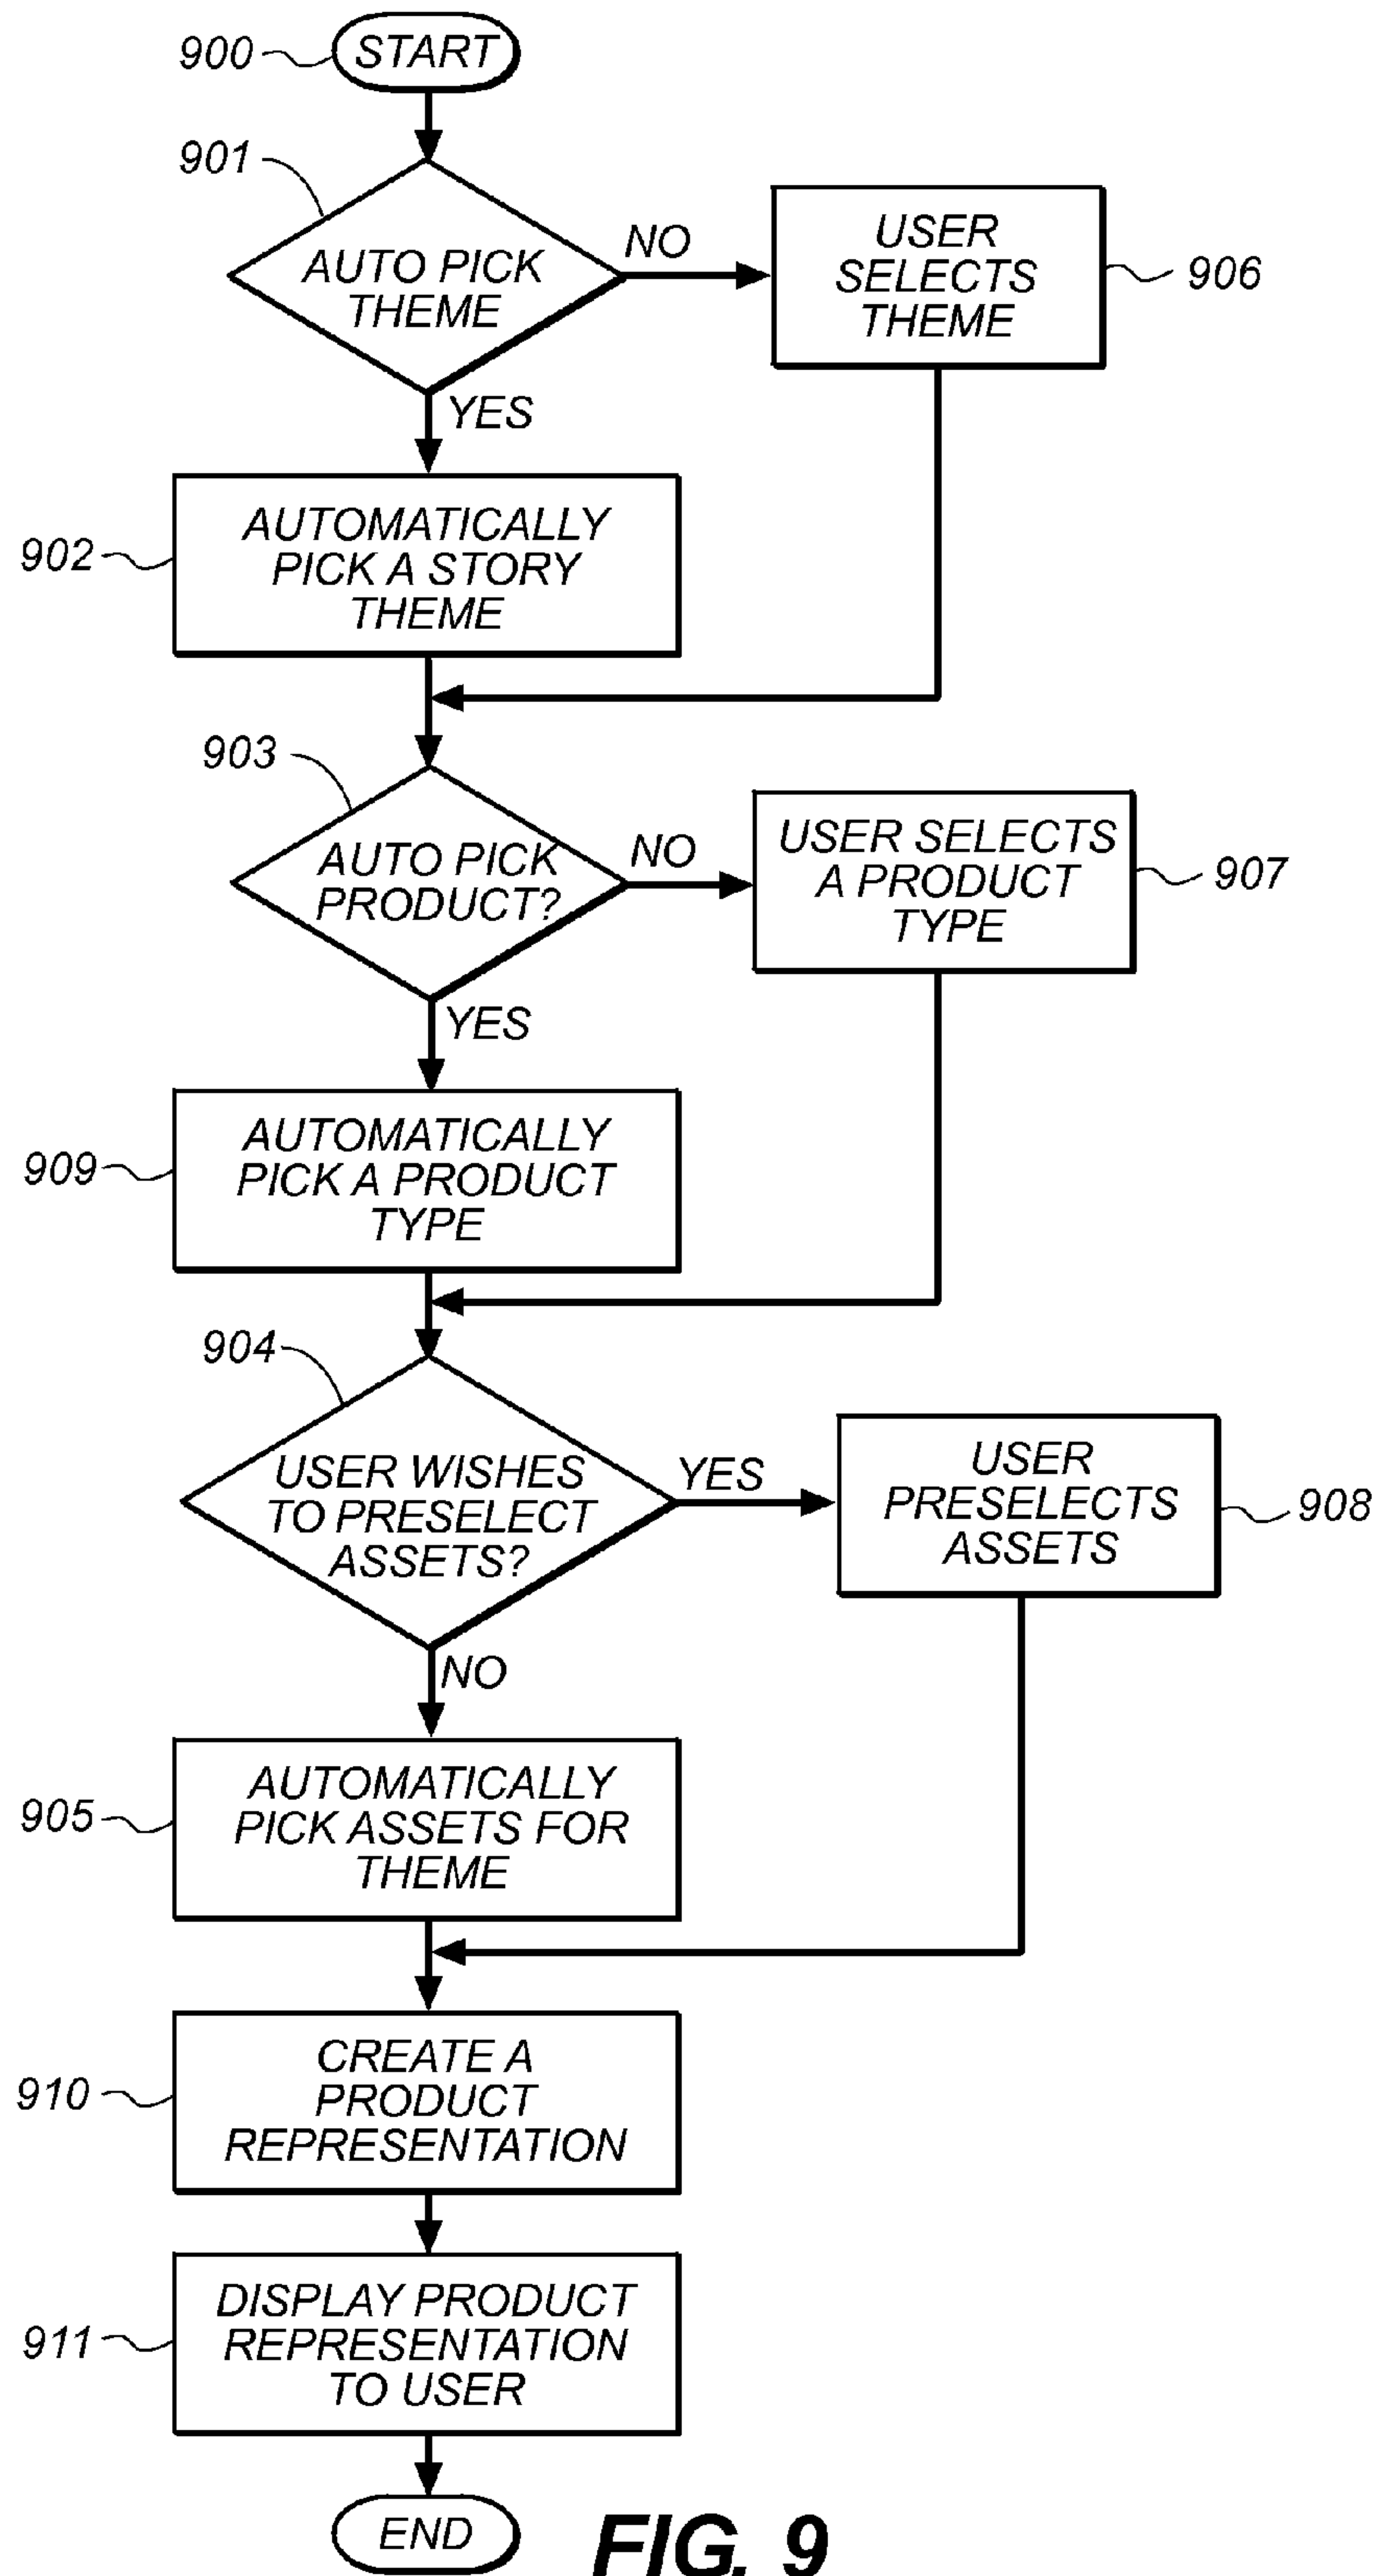 900
START
901
AUTO PICK
THEME
NO
USER
SELECTS
THEME
906
YES
902
AUTOMATICALLY
PICK A STORY
THEME
903
AUTO PICK
PRODUCT?
NO
USER SELECTS
A PRODUCT
TYPE
907
YES
909
AUTOMATICALLY
PICK A PRODUCT
TYPE
904
USER WISHES
TO PRESELECT
ASSETS?
YES
USER
PRESELECTS
ASSETS
908
NO
905
AUTOMATICALLY
PICK ASSETS FOR
THEME
910
CREATE A
PRODUCT
REPRESENTATION
911
DISPLAY PRODUCT
REPRESENTATION
TO USER
END
FIG. 9